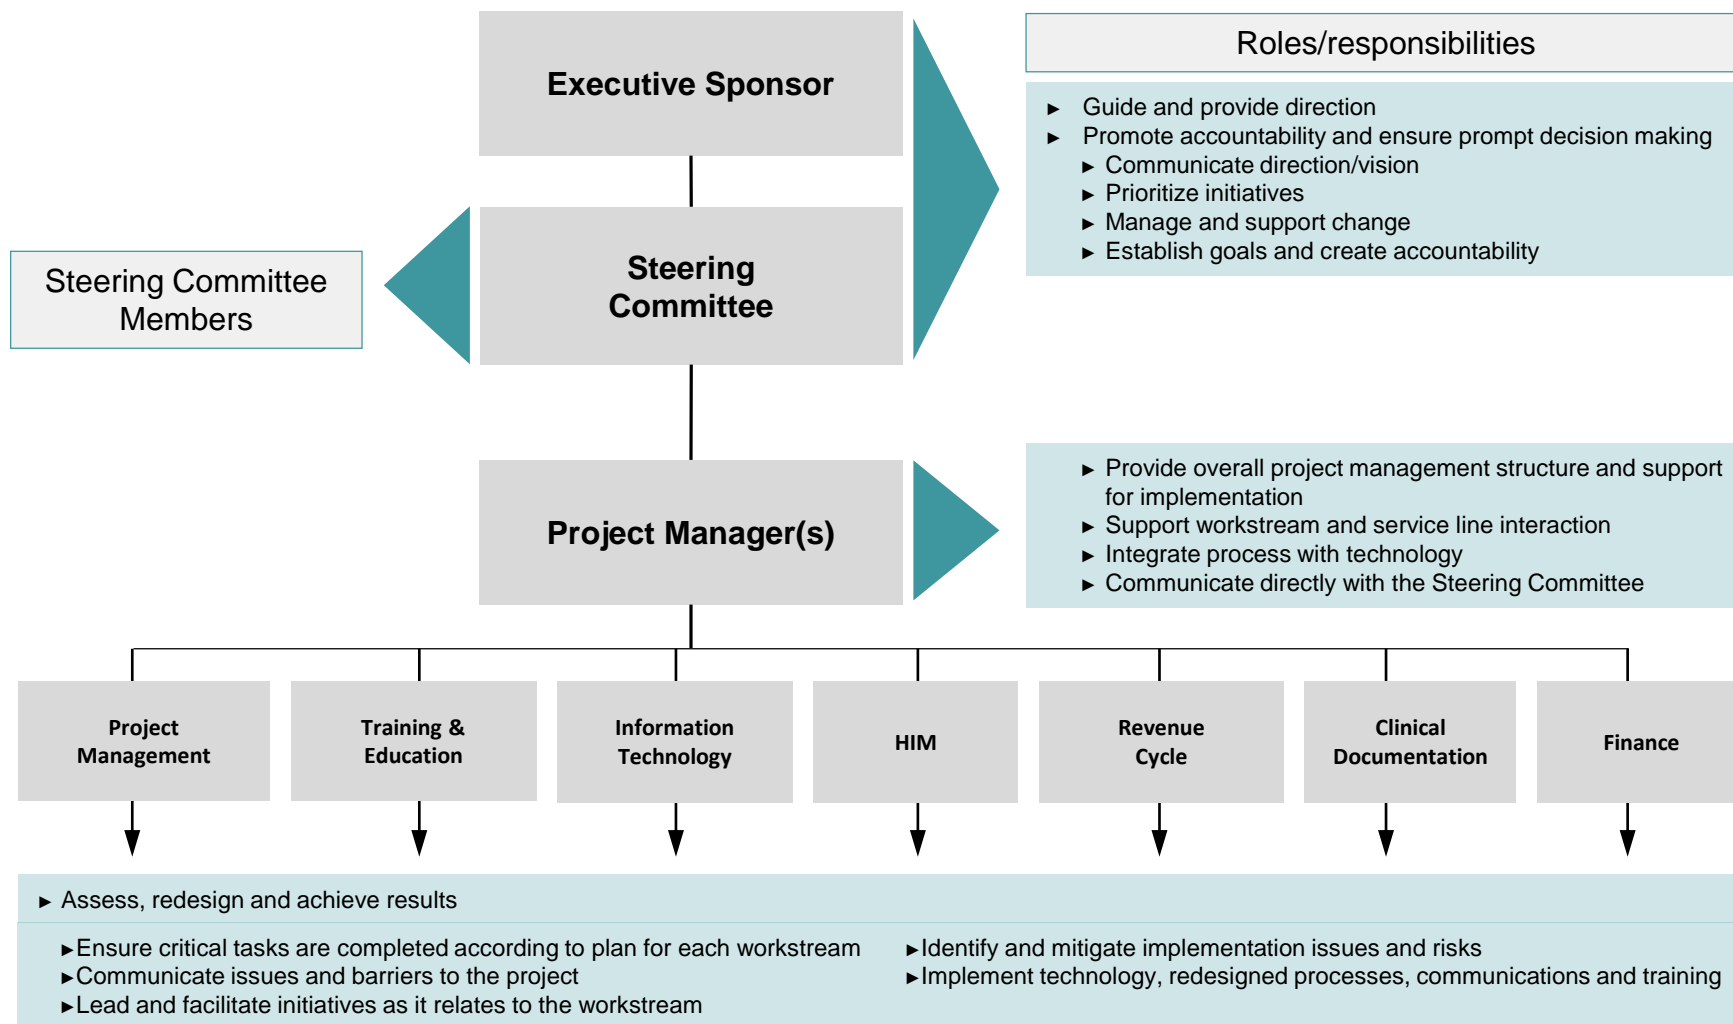 Executive Sponsor
Roles/responsibilities
► Guide and provide direction
► Promote accountability and ensure prompt decision making
► Communicate direction/vision
► Prioritize initiatives
► Manage and support change
► Establish goals and create accountability
Steering Committee
Members
Steering
Committee
Project Manager(s)
► Provide overall project management structure and support
for implementation
► Support workstream and service line interaction
► Integrate process with technology
► Communicate directly with the Steering Committee
Project
Management
Training &
Education
Information
Technology
HIM
Revenue
Cycle
Clinical
Documentation
Finance
► Assess, redesign and achieve results
►Ensure critical tasks are completed according to plan for each workstream
►Communicate issues and barriers to the project
►Lead and facilitate initiatives as it relates to the workstream
►Identify and mitigate implementation issues and risks
►Implement technology, redesigned processes, communications and training